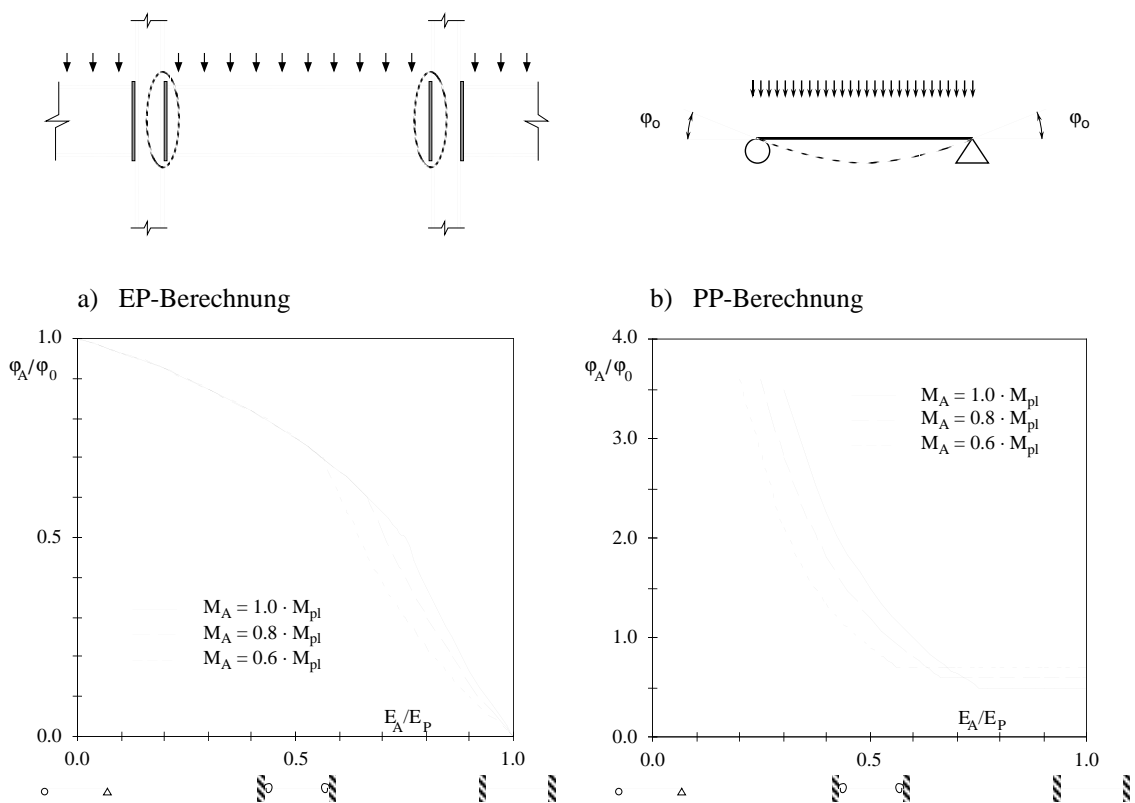 φo
φo
a) EP-Berechnung
b) PP-Berechnung
1.0
φA/φ0
0.5
0.0
MA = 1.0 · Mpl
MA = 0.8 · Mpl
MA = 0.6 · Mpl
EA/EP
0.0
0.5
1.0
4.0
φA/φ0
3.0
2.0
1.0
0.0
MA = 1.0 · Mpl
MA = 0.8 · Mpl
MA = 0.6 · Mpl
EA/EP
0.0
0.5
1.0